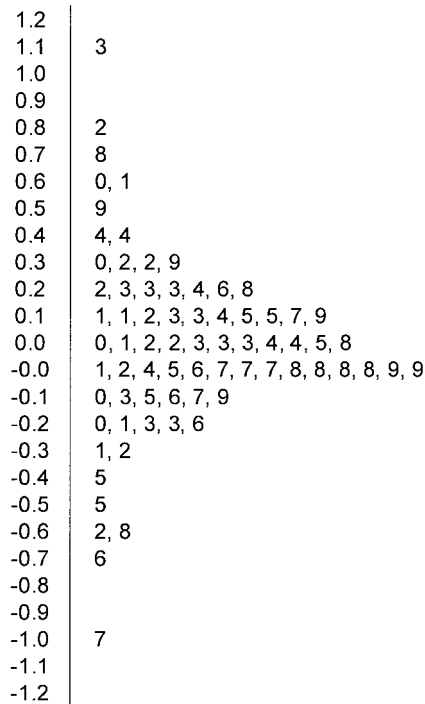 1.2
1.1 3
1.0
0.9
0.8 2
0.7 8
0.6 0, 1
0.5 9
0.4 4, 4
0.3 0, 2, 2, 9
0.2 2, 3, 3, 3, 4, 6, 8
0.1 1, 1, 2, 3, 3, 4, 5, 5, 7, 9
0.0 0, 1, 2, 2, 3, 3, 3, 4, 4, 5, 8
-0.0 1, 2, 4, 5, 6, 7, 7, 7, 8, 8, 8, 8, 9, 9
-0.1 0, 3, 5, 6, 7, 9
-0.2 0, 1, 3, 3, 6
-0.3 1, 2
-0.4 5
-0.5 5
-0.6 2, 8
-0.7 6
-0.8
-0.9
-1.0 7
-1.1
-1.2